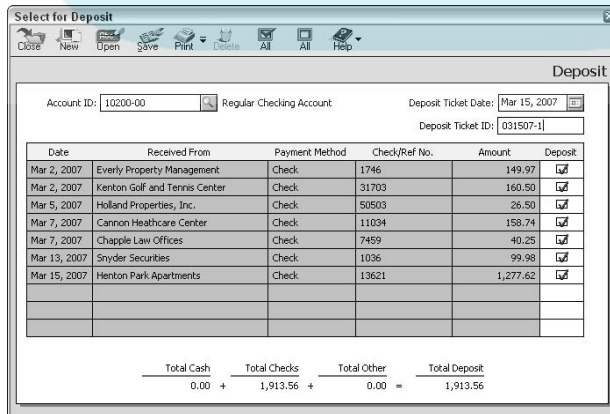 Select for Deposit
Close New Open Save Print Delete All All Help
Deposit
Account ID: 10200-00 Regular Checking Account Deposit Ticket Date: Mar 15, 2007
Deposit Ticket ID: 031507-1
Date Received From Payment Method Check/Ref No. Amount Deposit
Mar 2, 2007 Everly Property Management Check 1746 149.97
Mar 2, 2007 Kenton Golf and Tennis Center Check 31703 160.50
Mar 5, 2007 Holland Properties, Inc. Check 50503 26.50
Mar 7, 2007 Cannon Heathcare Center Check 11034 158.74
Mar 7, 2007 Chapple Law Offices Check 7459 40.25
Mar 13, 2007 Snyder Securities Check 1036 99.98
Mar 15, 2007 Henton Park Apartments Check 13621 1,277.62
Total Cash Total Checks Total Other Total Deposit
0.00 + 1,913.56 + 0.00 = 1,913.56